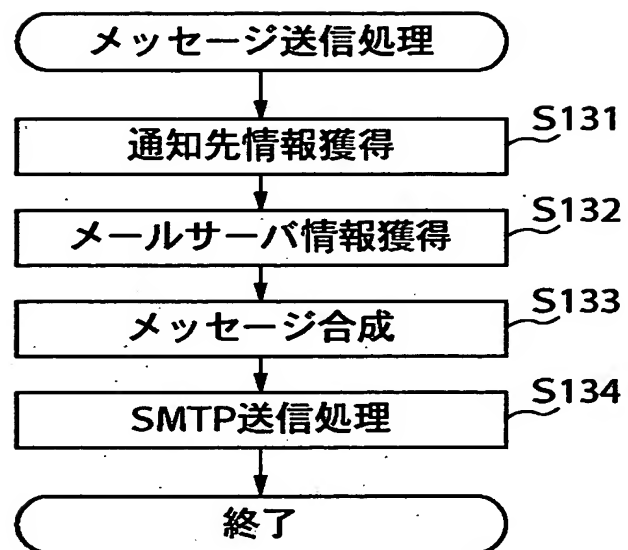 メッセージ送信処理
S131
通知先情報獲得
S132
メールサーバ情報獲得
S133
メッセージ合成
S134
SMTP送信処理
終了